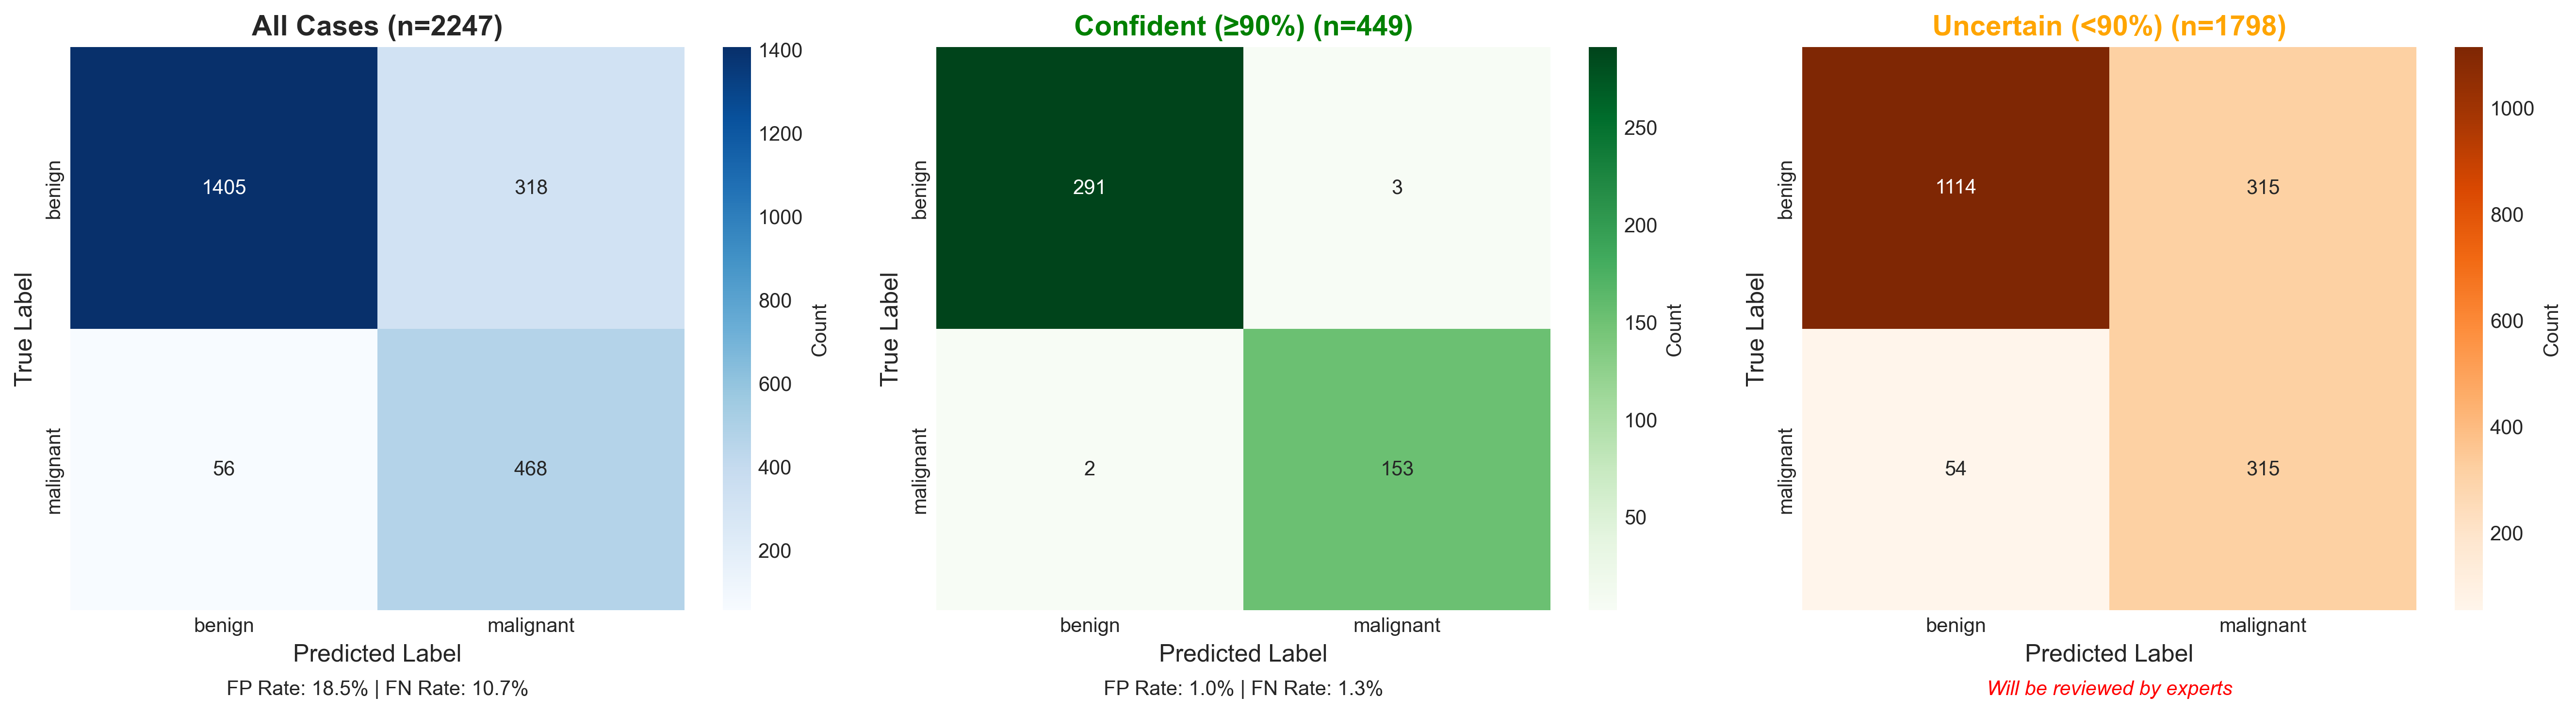 All Cases (n=2247)
True Label
benign
malignant
1405
318
56
468
benign
malignant
Predicted Label
FP Rate: 18.5% | FN Rate: 10.7%
1400
1200
1000
800
600
400
200
Count
Confident (≥90%) (n=449)
True Label
benign
malignant
291
3
2
153
benign
malignant
Predicted Label
FP Rate: 1.0% | FN Rate: 1.3%
250
200
150
100
50
Count
Uncertain (<90%) (n=1798)
True Label
benign
malignant
1114
315
54
315
benign
malignant
Predicted Label
Will be reviewed by experts
1000
800
600
400
200
Count